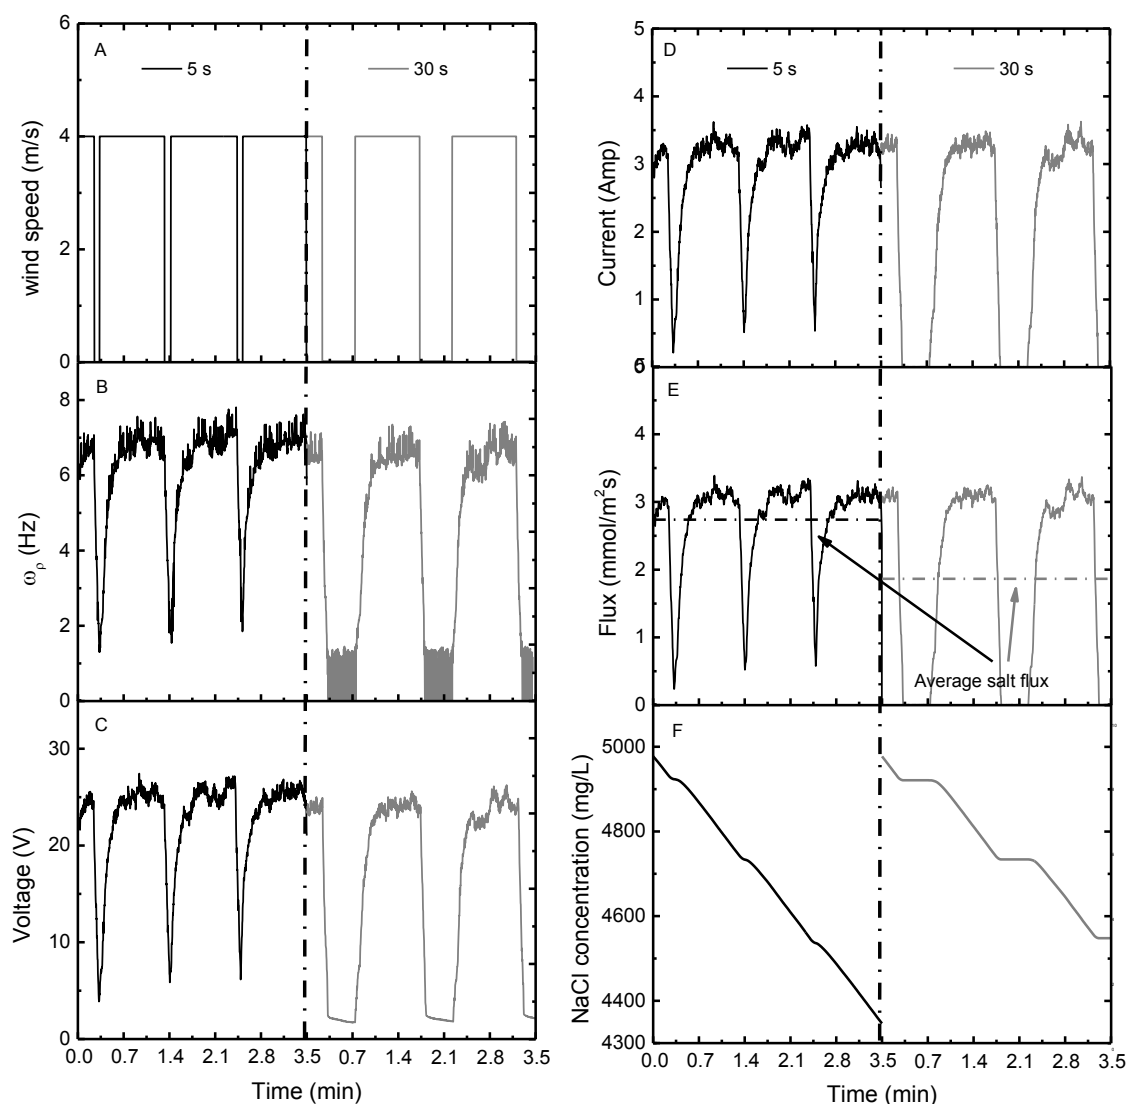 A
5 s
30 s
wind speed (m/s)
6
4
2
0
B
ω_ρ (Hz)
8
6
4
2
0
C
Voltage (V)
30
20
10
0
0.0 0.7 1.4 2.1 2.8 3.5 0.7 1.4 2.1 2.8 3.5
Time (min)
D
5 s
30 s
Current (Amp)
5
4
3
2
1
0
E
Flux (mmol/m²s)
5
4
3
2
1
0
Average salt flux
F
NaCl concentration (mg/L)
5000
4800
4600
4400
4300
0.0 0.7 1.4 2.1 2.8 3.5 0.7 1.4 2.1 2.8 3.5
Time (min)